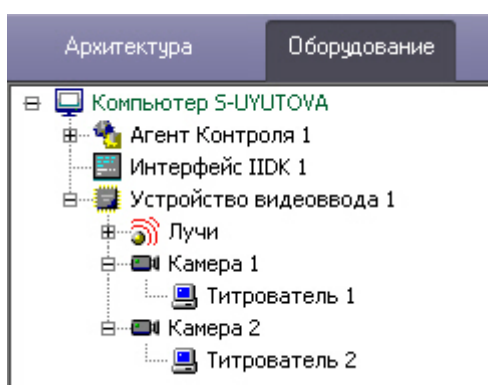 Архитектура Оборудование
Компьютер S-UYUTOVA
Агент Контроля 1
Интерфейс IIDK 1
Устройство видеоввода 1
Лучи
Камера 1
Титрователь 1
Камера 2
Титрователь 2